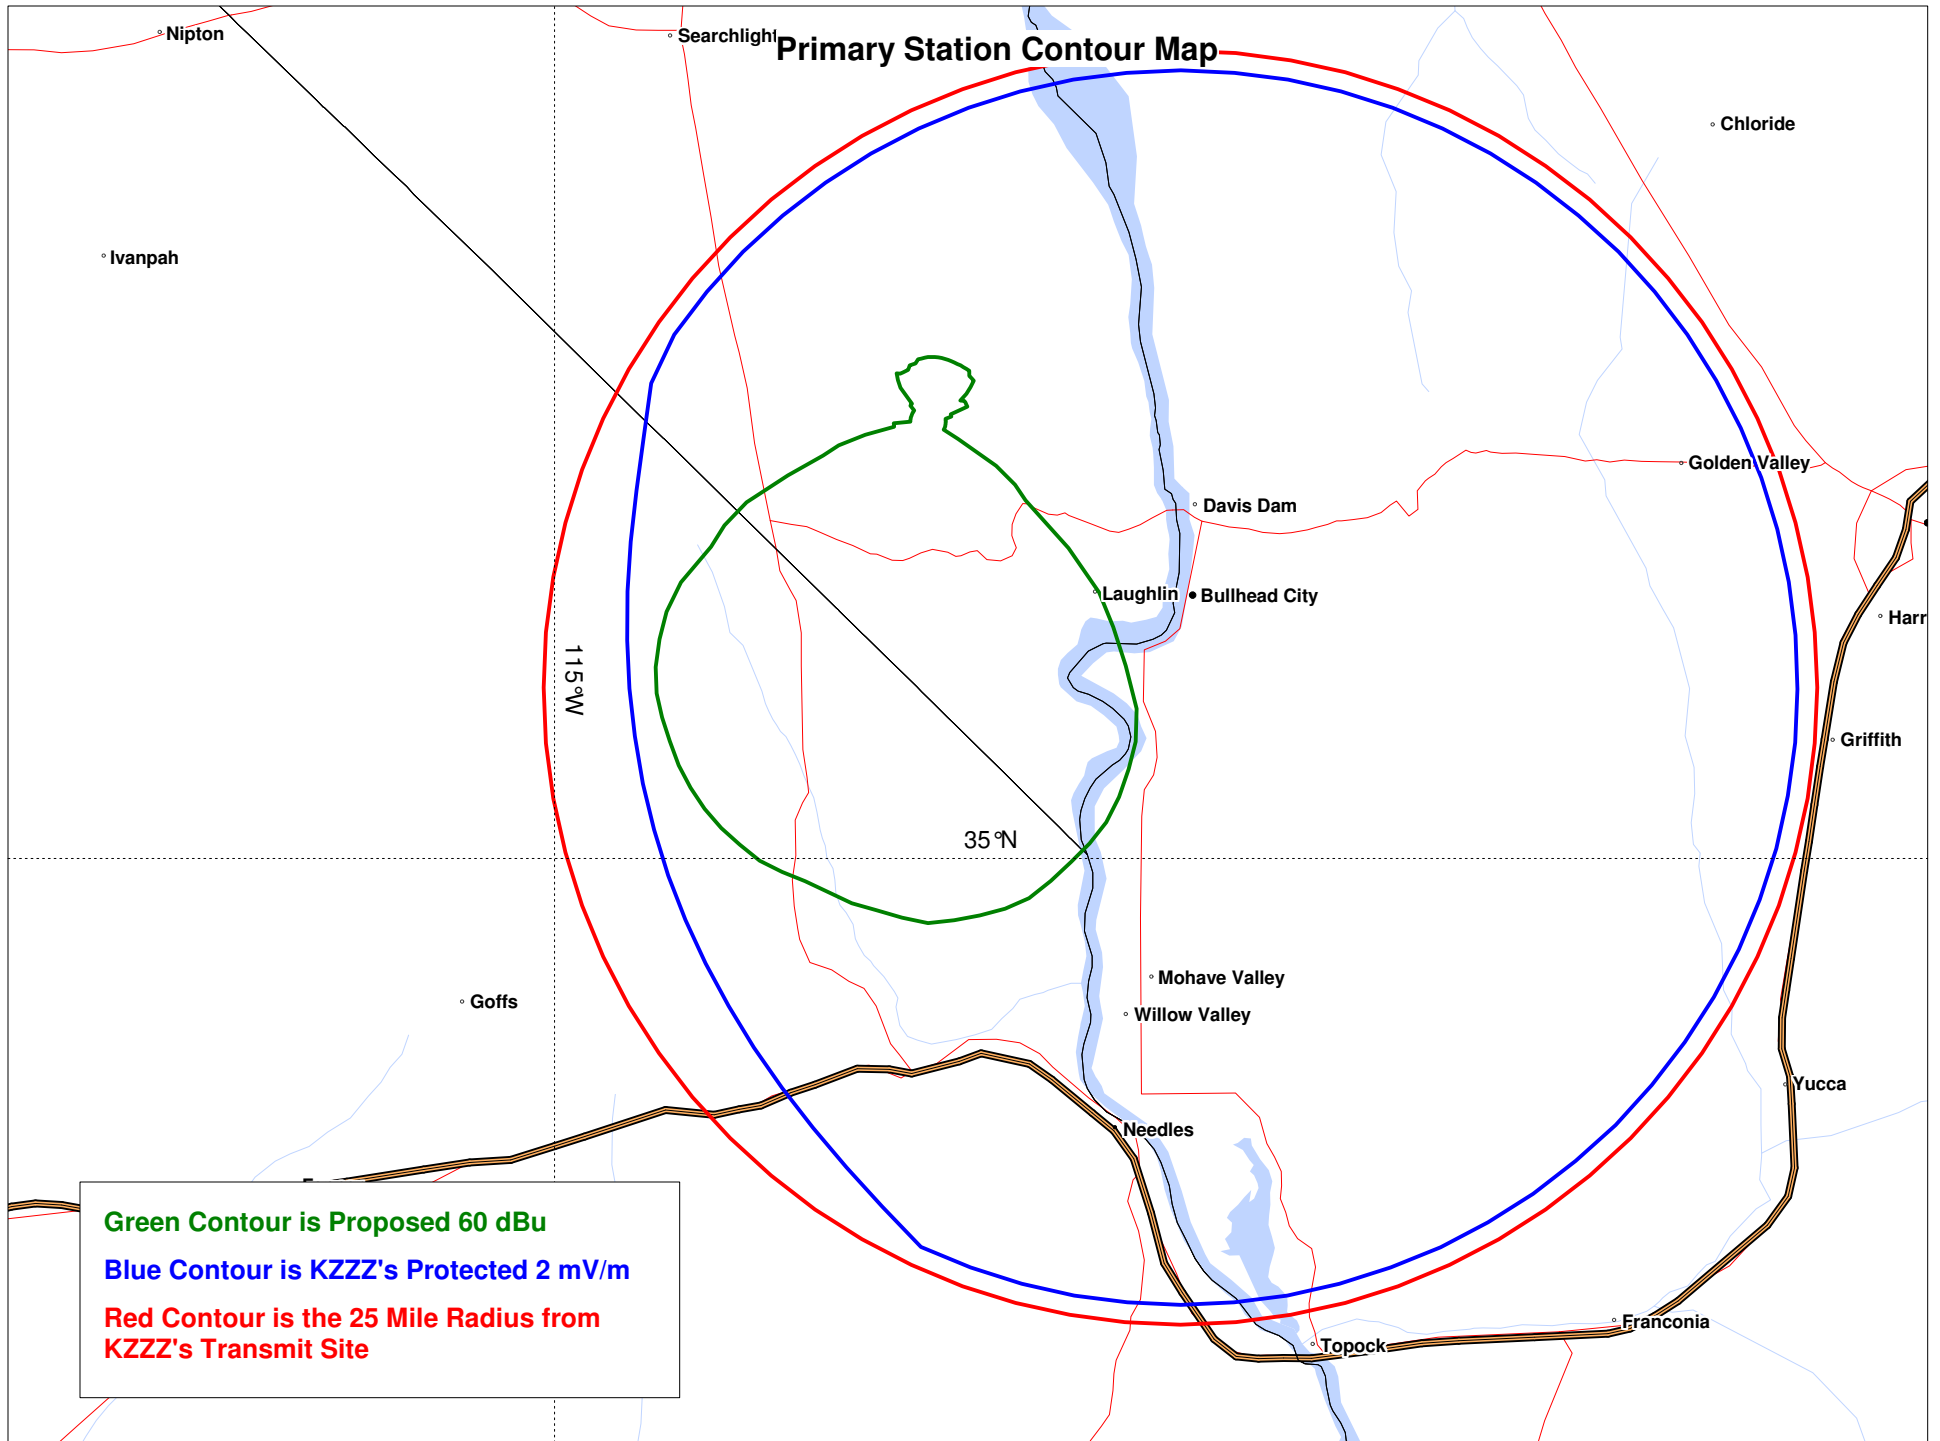 Nipton
Searchlight
Primary Station Contour Map
Chloride
Ivanpah
Golden Valley
Davis Dam
Laughlin
Bullhead City
Harr
115°W
Griffith
35°N
Mohave Valley
Goffs
Willow Valley
Yucca
Needles
Green Contour is Proposed 60 dBu
Blue Contour is KZZZ's Protected 2 mV/m
Red Contour is the 25 Mile Radius from
KZZZ's Transmit Site
Franconia
Topock